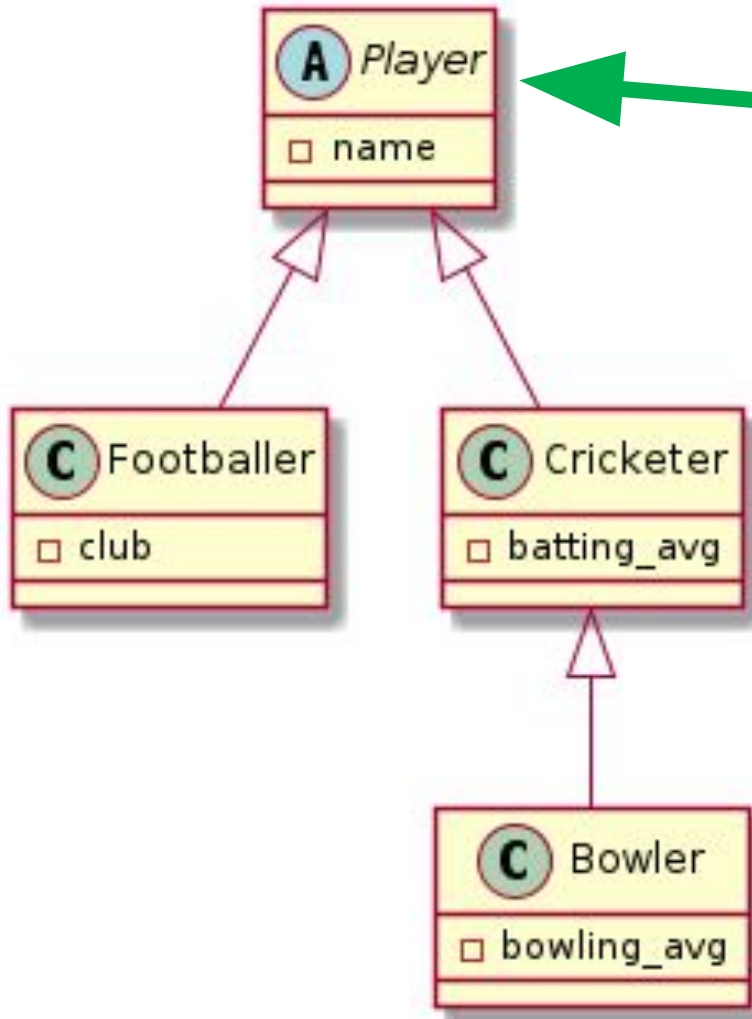 A Player
name
C Footballer
club
C Cricketer
batting_avg
C Bowler
bowling_avg